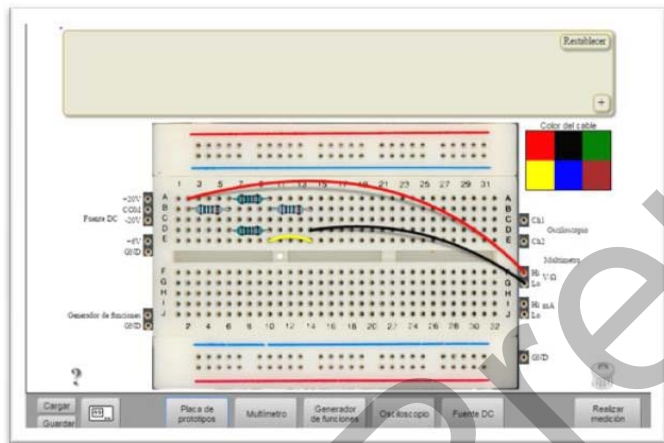 Restablecer
+
Color del cable
1 3 5 7 9 11 13 15 17 19 21 23 25 27 29 31
A A
B B
C C
D D
E E
+20V
COM
-20V
Fuente DC
+6V
GND
Ch1
Osciloscopio
Ch2
Multímetro
Hi
V-Ω
Lo
Hi
mA
Lo
F F
G G
H H
I I
J J
Generador de funciones
GND
GND
2 4 6 8 10 12 14 16 18 20 22 24 26 28 30 32
?
Cargar
Guardar
Placa de prototipos
Multímetro
Generador de funciones
Osciloscopio
Fuente DC
Realizar medición